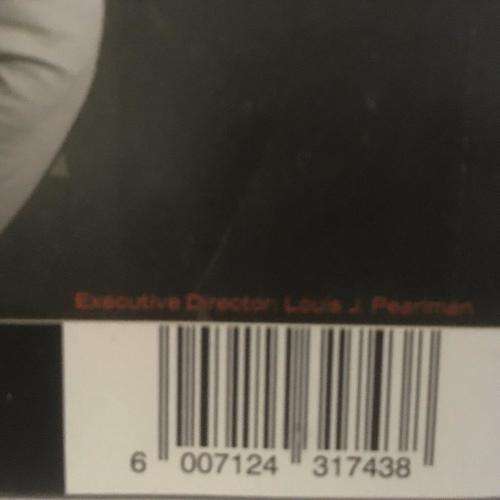 Executive Director: Louis J. Pearlman
6 007124 317438